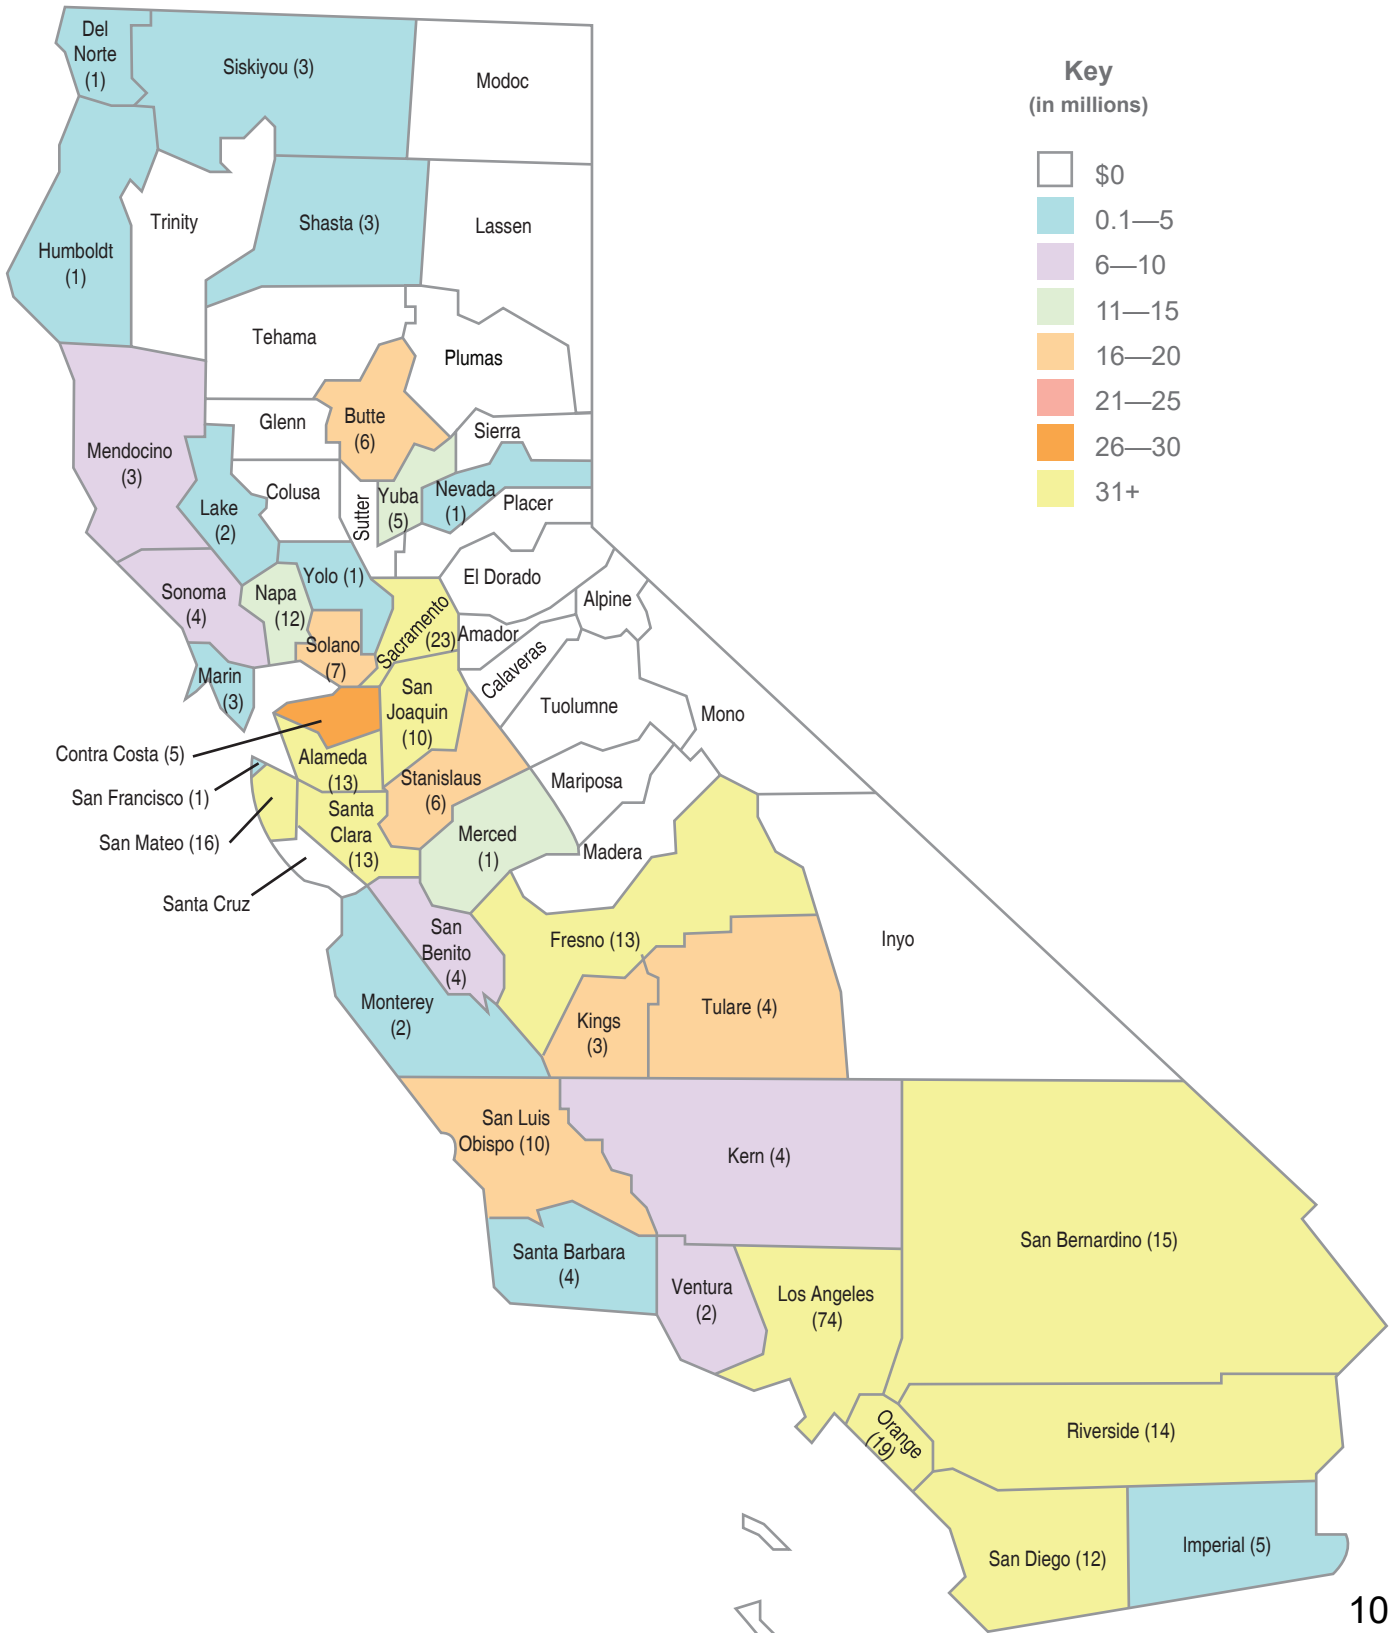 Del
Norte
(1)
Siskiyou (3)
Modoc
Key
(in millions)
$0
0.1—5
6—10
11—15
16—20
21—25
26—30
31+
Humboldt
(1)
Trinity
Shasta (3)
Lassen
Tehama
Plumas
Mendocino
(3)
Glenn
Butte
(6)
Sierra
Lake
(2)
Colusa
Sutter
Yuba
(5)
Nevada
(1)
Placer
Sonoma
(4)
Napa
(12)
Yolo (1)
El Dorado
Alpine
Solano
(7)
Sacramento
(23)
Amador
Calaveras
Marin
(3)
San
Joaquin
(10)
Tuolumne
Mono
Contra Costa (5)
Alameda
(13)
San Francisco (1)
Stanislaus
(6)
Mariposa
San Mateo (16)
Santa
Clara
(13)
Merced
(1)
Madera
Santa Cruz
San
Benito
(4)
Fresno (13)
Inyo
Monterey
(2)
Kings
(3)
Tulare (4)
San Luis
Obispo (10)
Kern (4)
San Bernardino (15)
Santa Barbara
(4)
Ventura
(2)
Los Angeles
(74)
Orange
(19)
Riverside (14)
San Diego (12)
Imperial (5)
10